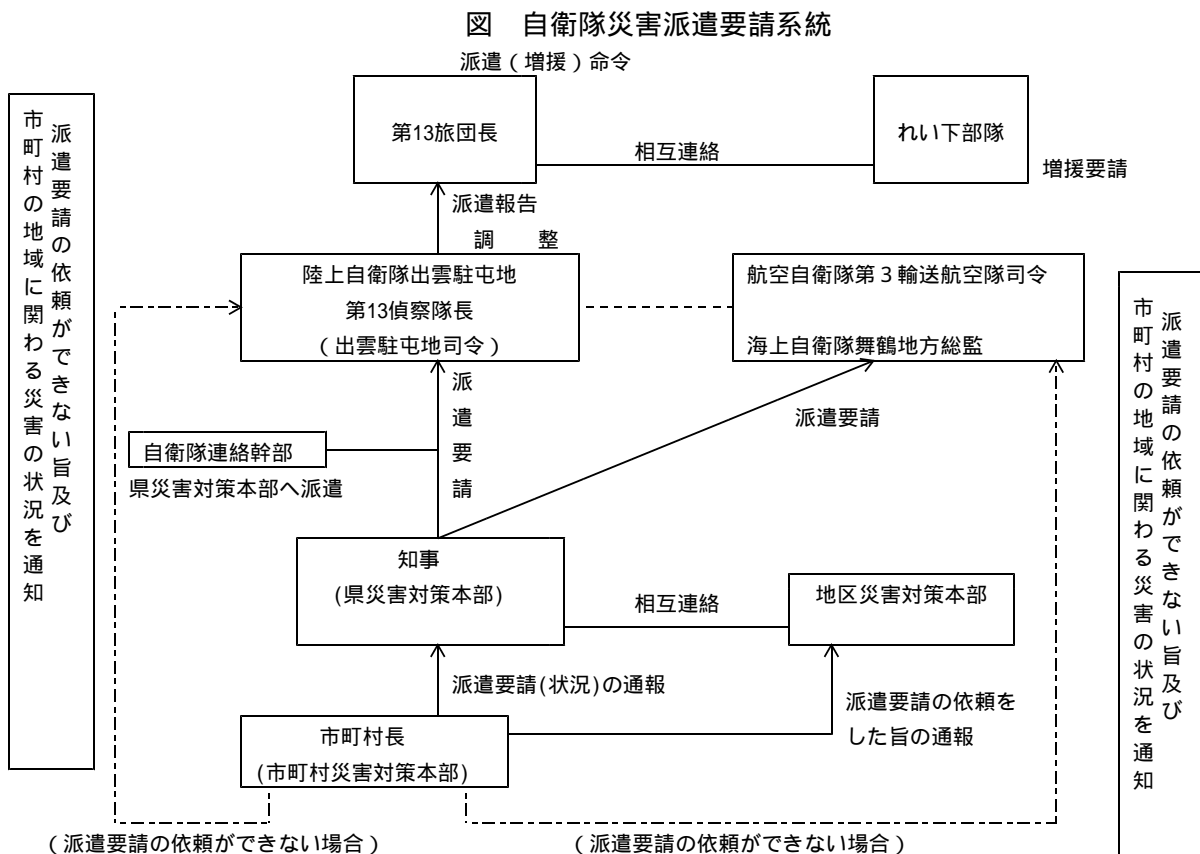 図　自衛隊災害派遣要請系統
派遣（増援）命令
第13旅団長
相互連絡
れい下部隊
増援要請
派遣報告
調　整
陸上自衛隊出雲駐屯地
第13偵察隊長
（出雲駐屯地司令）
航空自衛隊第３輸送航空隊司令
海上自衛隊舞鶴地方総監
派遣要請
派遣要請
自衛隊連絡幹部
県災害対策本部へ派遣
知事
(県災害対策本部)
相互連絡
地区災害対策本部
派遣要請(状況)の通報
派遣要請の依頼を
した旨の通報
市町村長
(市町村災害対策本部)
（派遣要請の依頼ができない場合）
（派遣要請の依頼ができない場合）
派遣要請の依頼ができない旨及び
市町村の地域に関わる災害の状況を通知
派遣要請の依頼ができない旨及び
市町村の地域に関わる災害の状況を通知